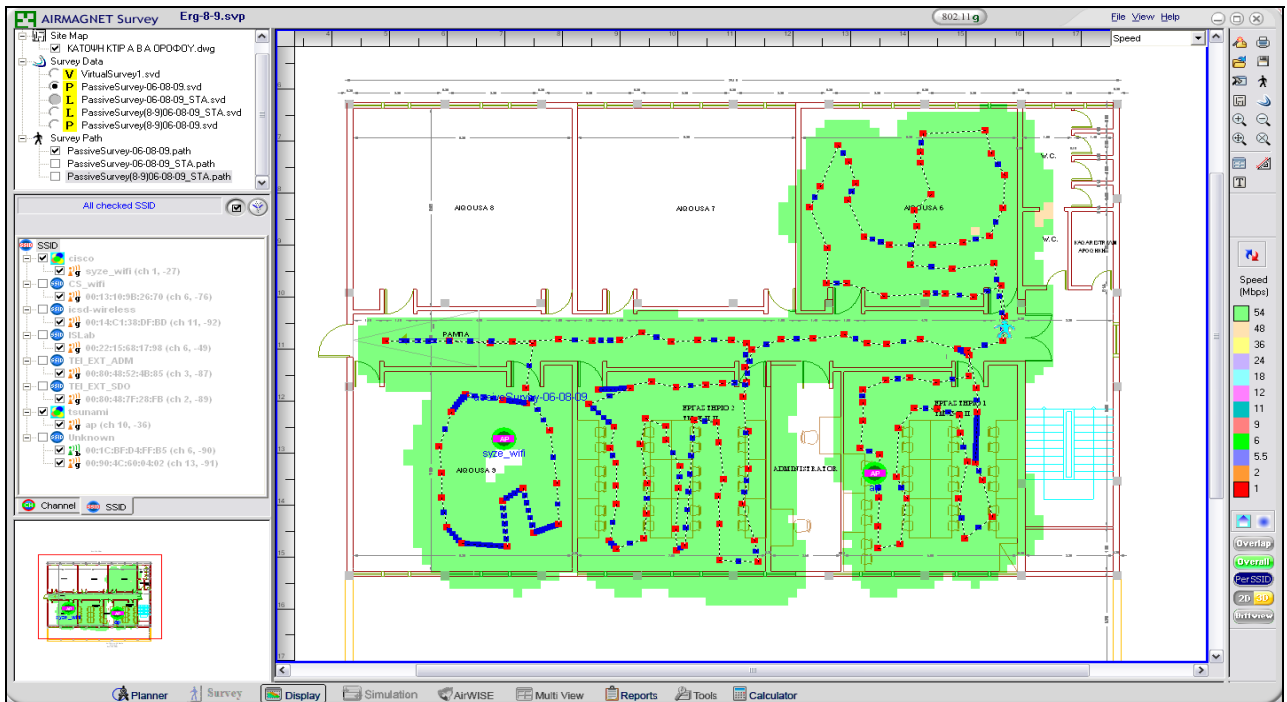 AIRMAGNET Survey
Erg-8-9.svp
802.11g
File View Help
Site Map
ΚΑΤΟΨΗ ΚΤΙΡ Α Β Α ΟΡΟΦΟΥ.dwg
Survey Data
V VirtualSurvey1.svd
P PassiveSurvey-06-08-09.svd
L PassiveSurvey-06-08-09_STA.svd
L PassiveSurvey(8-9)06-08-09_STA.svd
P PassiveSurvey(8-9)06-08-09.svd
Survey Path
PassiveSurvey-06-08-09.path
PassiveSurvey-06-08-09_STA.path
PassiveSurvey(8-9)06-08-09_STA.path
All checked SSID
SSID
cisco
syze_wifi (ch 1, -27)
CS_wifi
00:13:10:9B:26:70 (ch 6, -76)
icsd-wireless
00:14:C1:38:DF:BD (ch 11, -92)
ISLab
00:22:15:68:17:98 (ch 6, -49)
TEI_EXT_ADM
00:80:48:52:4B:85 (ch 3, -87)
TEI_EXT_SDO
00:80:48:7F:28:FB (ch 2, -89)
tsunami
ap (ch 10, -36)
Unknown
00:1C:BF:D4:FF:B5 (ch 6, -90)
00:90:4C:60:04:02 (ch 13, -91)
Channel
SSID
Speed
ΑΙΘΟΥΣΑ 8
ΑΙΘΟΥΣΑ 7
ΑΙΘΟΥΣΑ 6
W.C.
W.C.
ΡΑΜΠΑ
PassiveSurvey-06-08-09
AP
syze_wifi
ΑΙΘΟΥΣΑ 9
ΕΡΓΑΣΤΗΡΙΟ 2
ADMINISTRATOR
ΕΡΓΑΣΤΗΡΙΟ 1
AP
Speed
(Mbps)
54
48
36
24
18
12
11
9
6
5.5
2
1
Overlap
Overall
Per SSID
2D 3D
Diffview
Planner
Survey
Display
Simulation
AirWISE
Multi View
Reports
Tools
Calculator